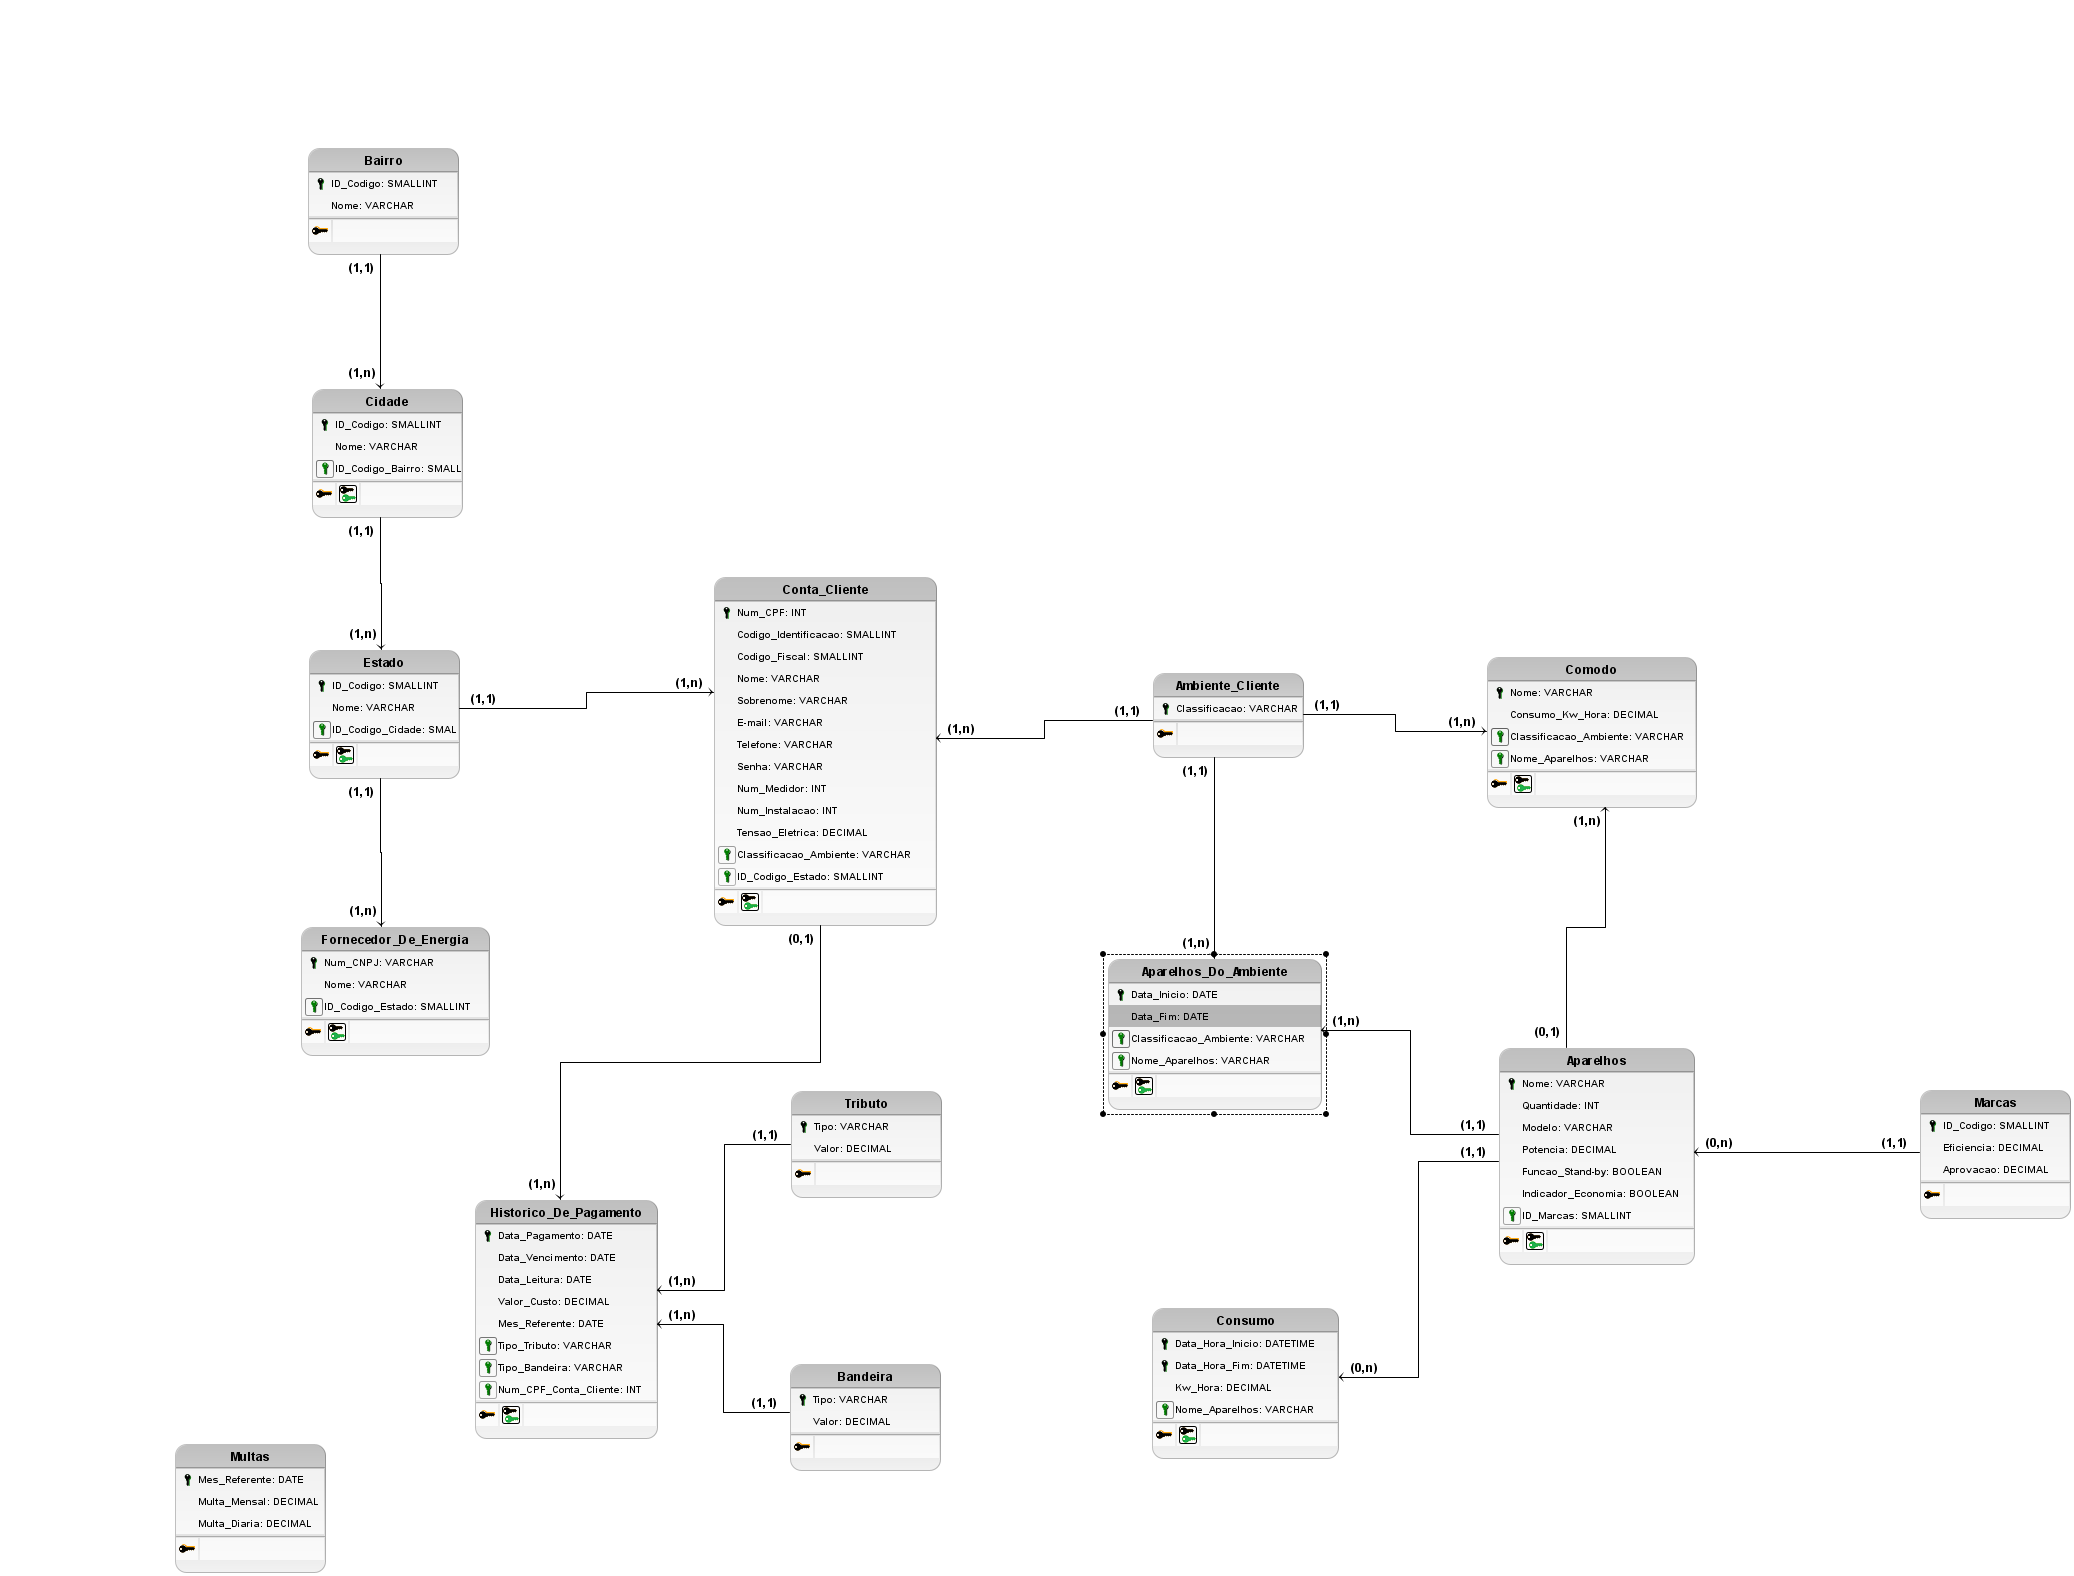 Bairro
ID_Codigo: SMALLINT
Nome: VARCHAR
(1,1)
(1,n)
Cidade
ID_Codigo: SMALLINT
Nome: VARCHAR
ID_Codigo_Bairro: SMALL
(1,1)
(1,n)
Estado
ID_Codigo: SMALLINT
Nome: VARCHAR
ID_Codigo_Cidade: SMAL
(1,1)
(1,n)
(1,1)
(1,n)
Fornecedor_De_Energia
Num_CNPJ: VARCHAR
Nome: VARCHAR
ID_Codigo_Estado: SMALLINT
Conta_Cliente
Num_CPF: INT
Codigo_Identificacao: SMALLINT
Codigo_Fiscal: SMALLINT
Nome: VARCHAR
Sobrenome: VARCHAR
E-mail: VARCHAR
Telefone: VARCHAR
Senha: VARCHAR
Num_Medidor: INT
Num_Instalacao: INT
Tensao_Eletrica: DECIMAL
Classificacao_Ambiente: VARCHAR
ID_Codigo_Estado: SMALLINT
(1,n)
(1,1)
(0,1)
(1,n)
Ambiente_Cliente
Classificacao: VARCHAR
(1,1)
(1,n)
(1,1)
(1,n)
Comodo
Nome: VARCHAR
Consumo_Kw_Hora: DECIMAL
Classificacao_Ambiente: VARCHAR
Nome_Aparelhos: VARCHAR
(1,n)
(0,1)
Aparelhos_Do_Ambiente
Data_Inicio: DATE
Data_Fim: DATE
Classificacao_Ambiente: VARCHAR
Nome_Aparelhos: VARCHAR
(1,n)
(1,1)
(1,1)
Aparelhos
Nome: VARCHAR
Quantidade: INT
Modelo: VARCHAR
Potencia: DECIMAL
Funcao_Stand-by: BOOLEAN
Indicador_Economia: BOOLEAN
ID_Marcas: SMALLINT
(0,n)
(1,1)
Marcas
ID_Codigo: SMALLINT
Eficiencia: DECIMAL
Aprovacao: DECIMAL
Tributo
Tipo: VARCHAR
Valor: DECIMAL
(1,1)
(1,n)
Historico_De_Pagamento
Data_Pagamento: DATE
Data_Vencimento: DATE
Data_Leitura: DATE
Valor_Custo: DECIMAL
Mes_Referente: DATE
Tipo_Tributo: VARCHAR
Tipo_Bandeira: VARCHAR
Num_CPF_Conta_Cliente: INT
(1,n)
(1,1)
Bandeira
Tipo: VARCHAR
Valor: DECIMAL
Consumo
Data_Hora_Inicio: DATETIME
Data_Hora_Fim: DATETIME
Kw_Hora: DECIMAL
Nome_Aparelhos: VARCHAR
(0,n)
Multas
Mes_Referente: DATE
Multa_Mensal: DECIMAL
Multa_Diaria: DECIMAL